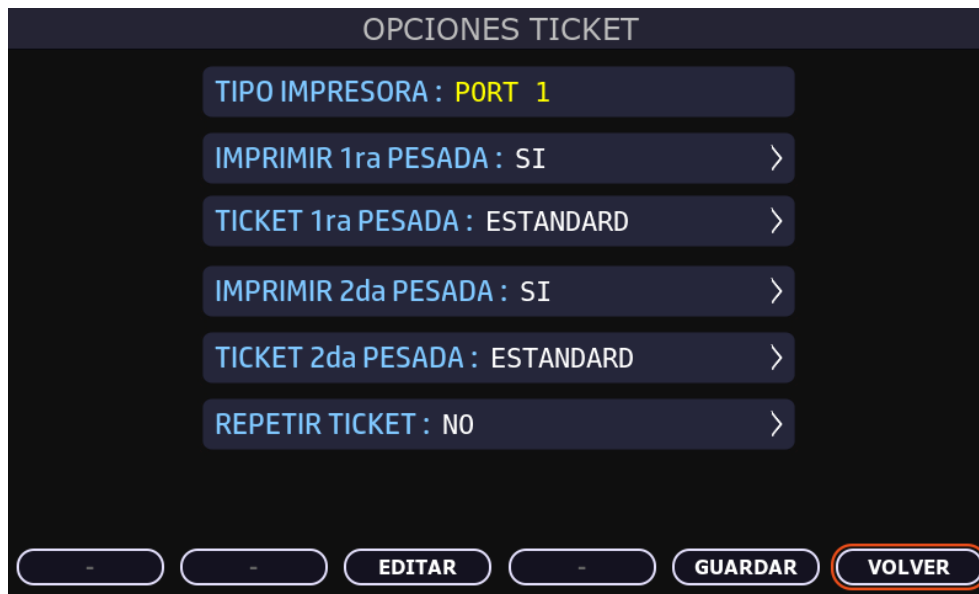 OPCIONES TICKET
TIPO IMPRESORA : PORT 1
IMPRIMIR 1ra PESADA : SI
TICKET 1ra PESADA : ESTANDARD
IMPRIMIR 2da PESADA : SI
TICKET 2da PESADA : ESTANDARD
REPETIR TICKET : NO
- - EDITAR - GUARDAR VOLVER